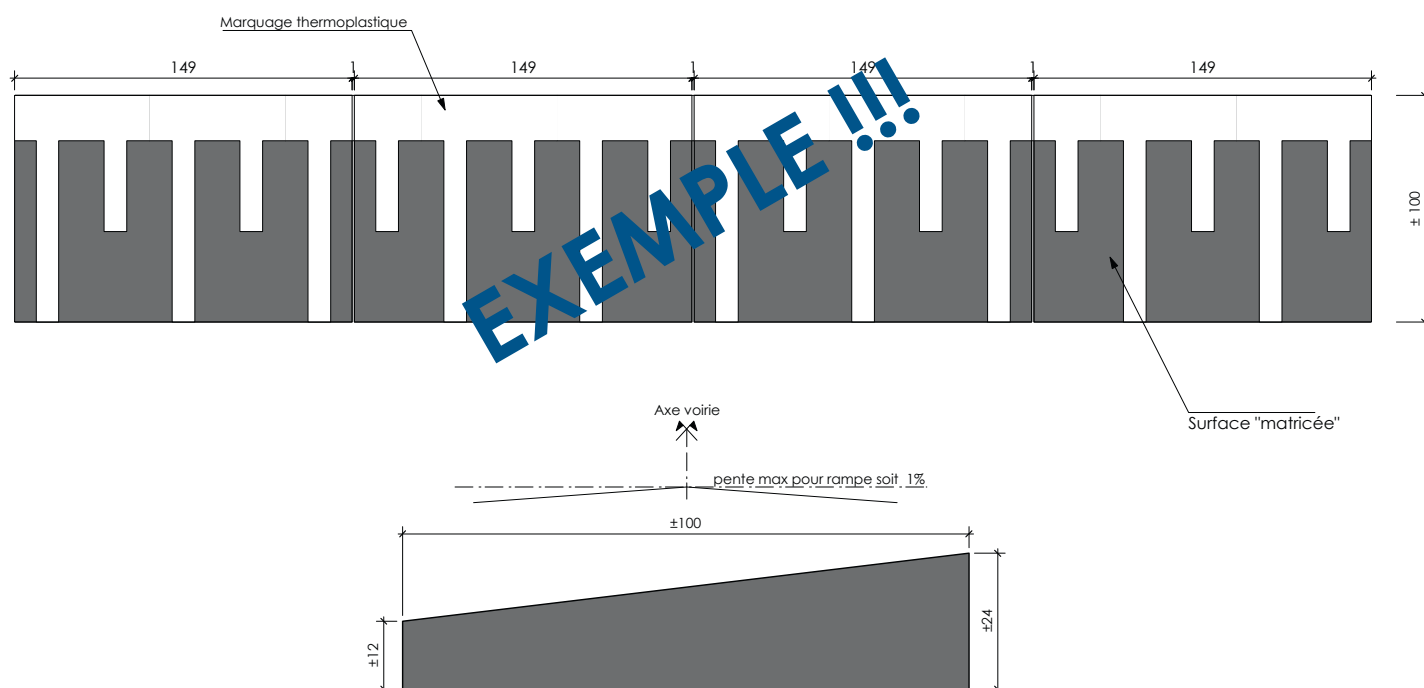 Marquage thermoplastique
149 1 149 1 149 1 149
EXEMPLE !!!
± 100
Surface "matricée"
Axe voirie
pente max pour rampe soit 1%
±100
±12
±24